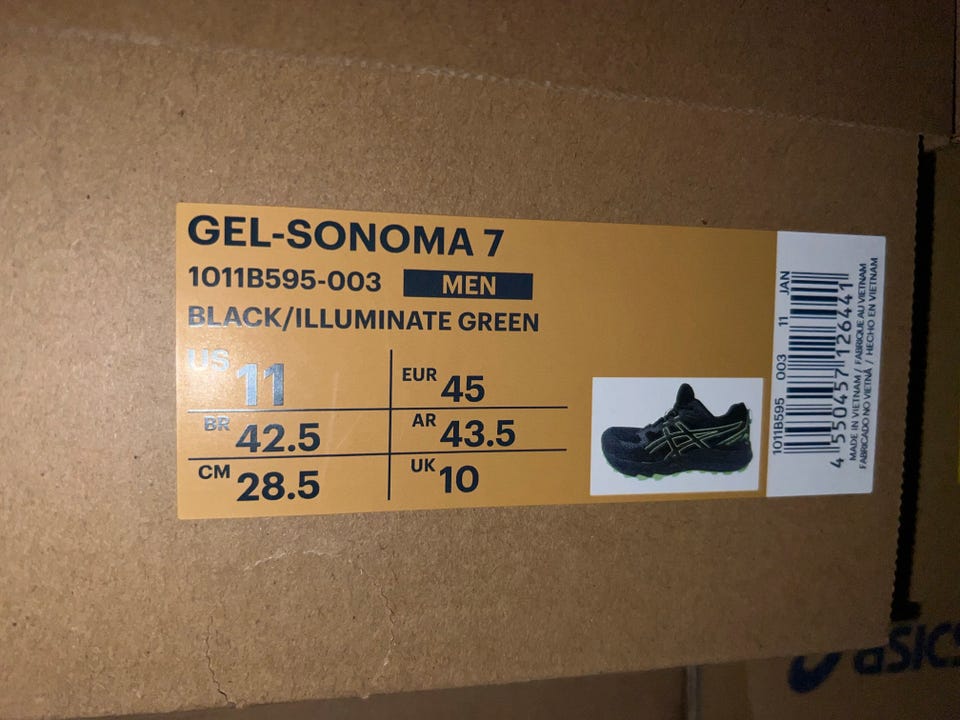 GEL-SONOMA 7
1011B595-003 MEN
BLACK/ILLUMINATE GREEN
US 11 EUR 45
BR 42.5 AR 43.5
CM 28.5 UK 10
1011B595 003 11 JAN
4 550457 126441
MADE IN VIETNAM / FABRIQUE AU VIETNAM
FABRICADO NO VIETNÃ / HECHO EN VIETNAM
asics